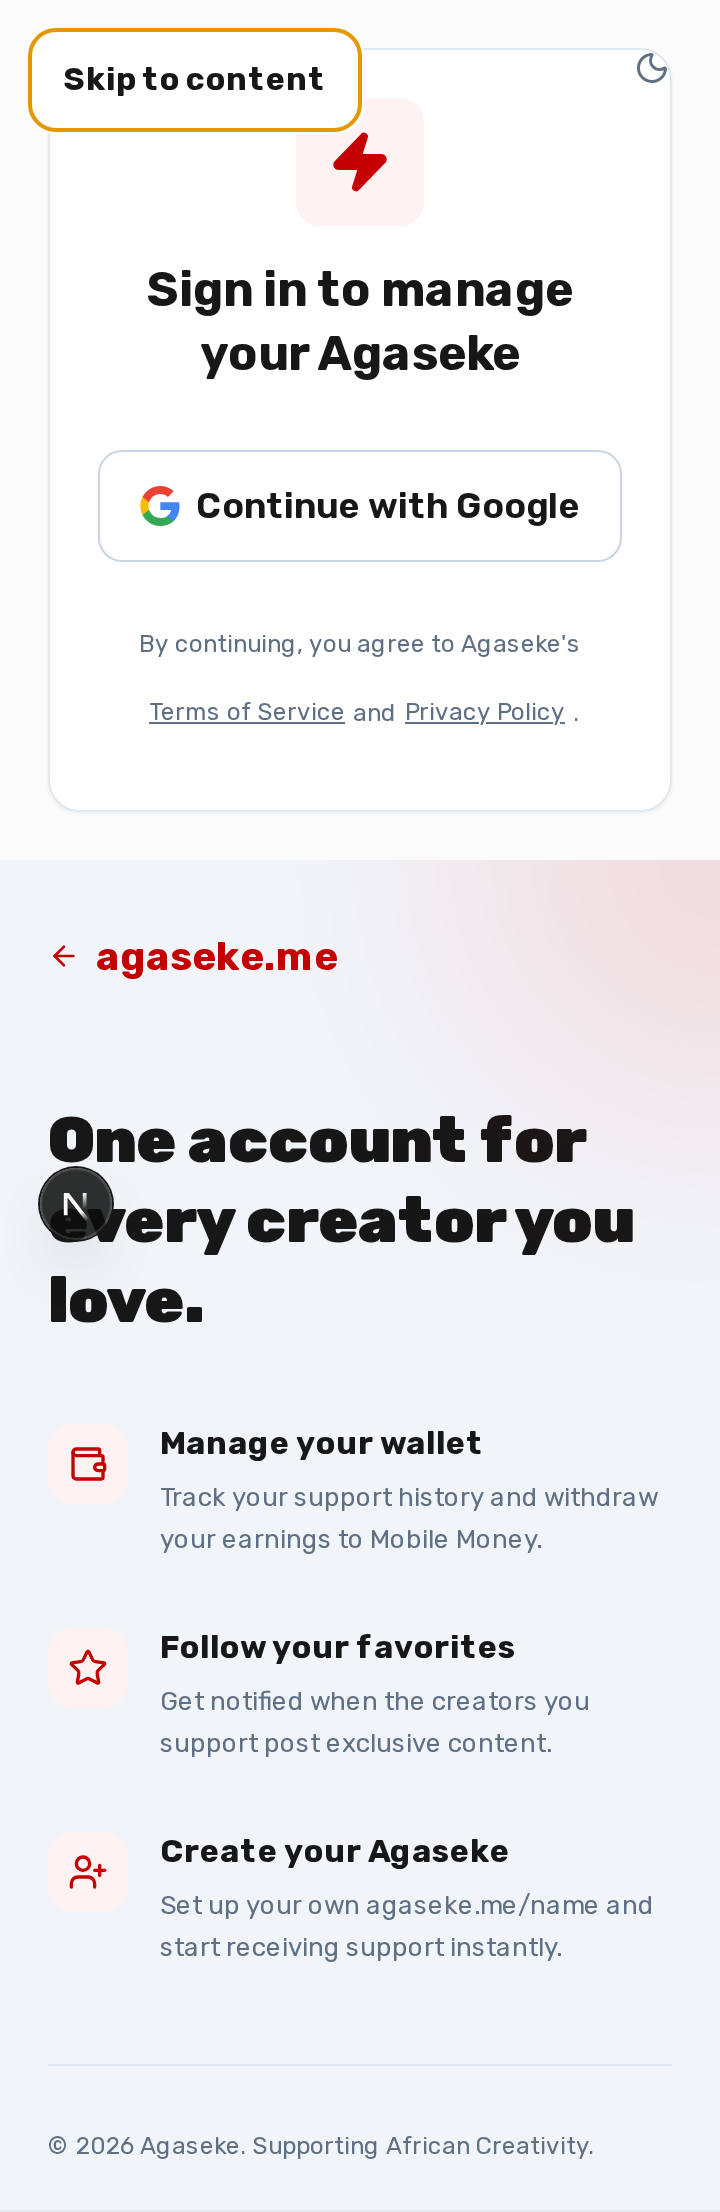 Skip to content
Sign in to manage
your Agaseke
Continue with Google
By continuing, you agree to Agaseke's
Terms of Service and Privacy Policy .
agaseke.me
One account for
every creator you
love.
N
Manage your wallet
Track your support history and withdraw
your earnings to Mobile Money.
Follow your favorites
Get notified when the creators you
support post exclusive content.
Create your Agaseke
Set up your own agaseke.me/name and
start receiving support instantly.
© 2026 Agaseke. Supporting African Creativity.